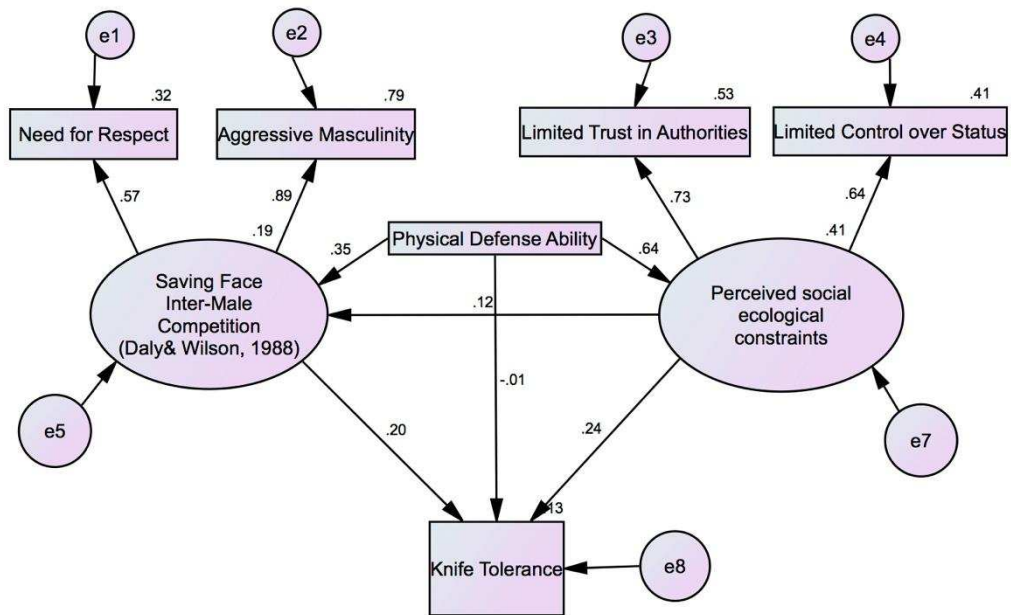 e1
e2
e3
e4
.32
.79
.53
.41
Need for Respect
Aggressive Masculinity
Limited Trust in Authorities
Limited Control over Status
.57
.89
.73
.64
.19
Physical Defense Ability
.41
.35
.64
Saving Face
Inter-Male
Competition
(Daly& Wilson, 1988)
Perceived social
ecological
constraints
.12
-.01
e5
.20
.24
e7
.13
Knife Tolerance
e8